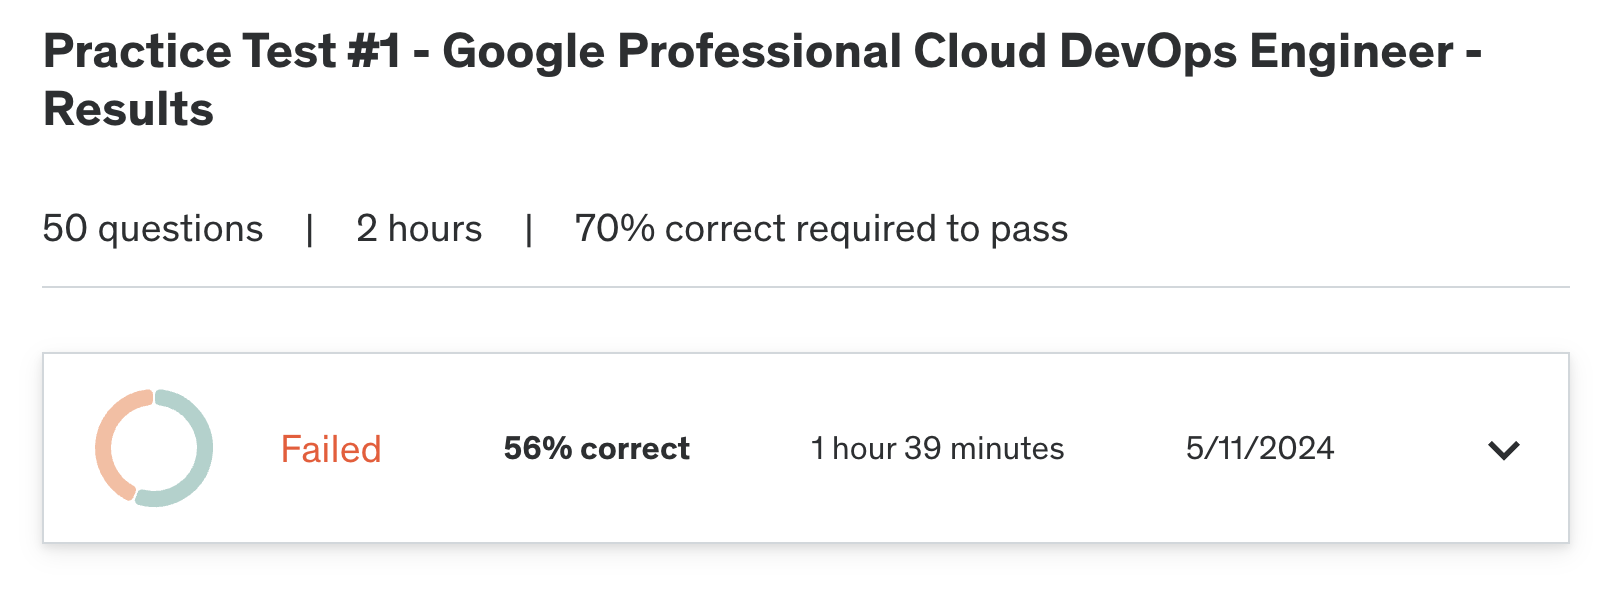 Practice Test #1 - Google Professional Cloud DevOps Engineer -
Results
50 questions | 2 hours | 70% correct required to pass
Failed 56% correct 1 hour 39 minutes 5/11/2024